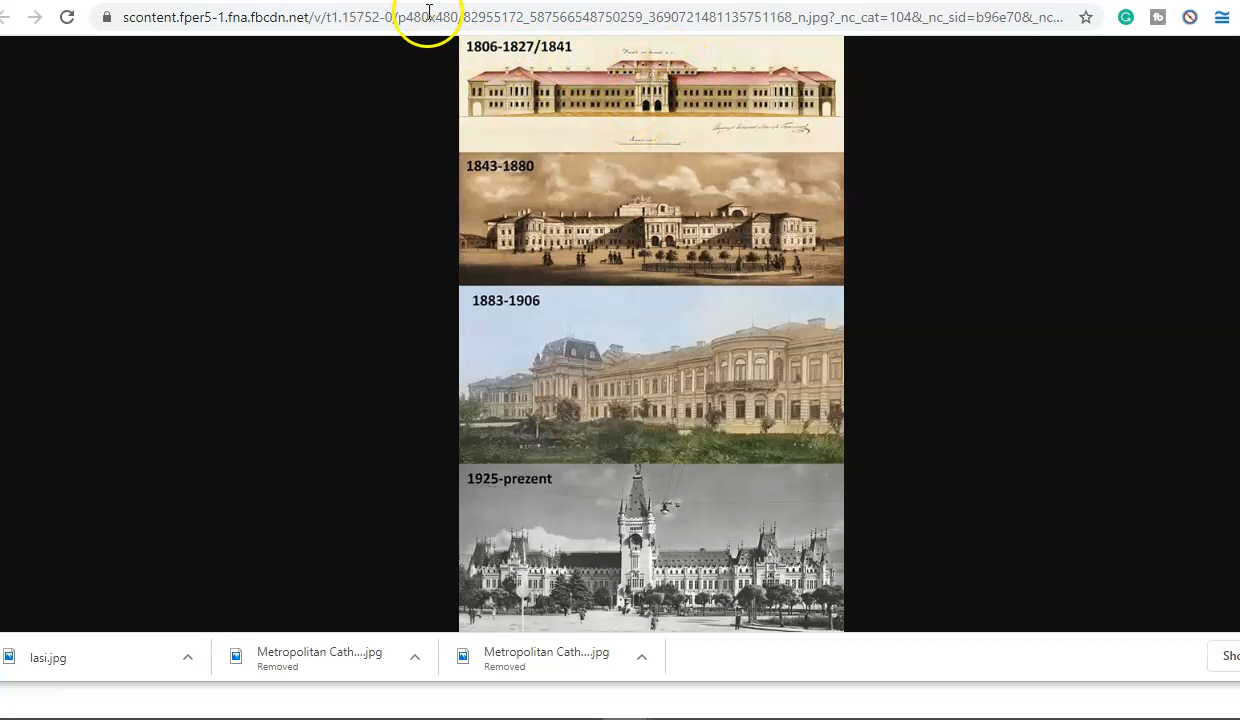 scontent.fper5-1.fna.fbcdn.net/v/t1.15752-0/p480x480/82955172_587566548750259_3690721481135751168_n.jpg?_nc_cat=104&_nc_sid=b96e70&_nc...
1806-1827/1841
1843-1880
1883-1906
1925-prezent
Iasi.jpg
Metropolitan Cath....jpg
Removed
Metropolitan Cath....jpg
Removed
Sho